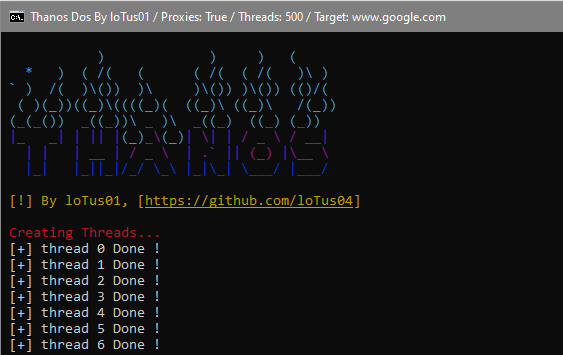 Thanos Dos By loTus01 / Proxies: True / Threads: 500 / Target: www.google.com
THANOS
[!] By loTus01, [https://github.com/loTus04]
Creating Threads...
[+] thread 0 Done !
[+] thread 1 Done !
[+] thread 2 Done !
[+] thread 3 Done !
[+] thread 4 Done !
[+] thread 5 Done !
[+] thread 6 Done !